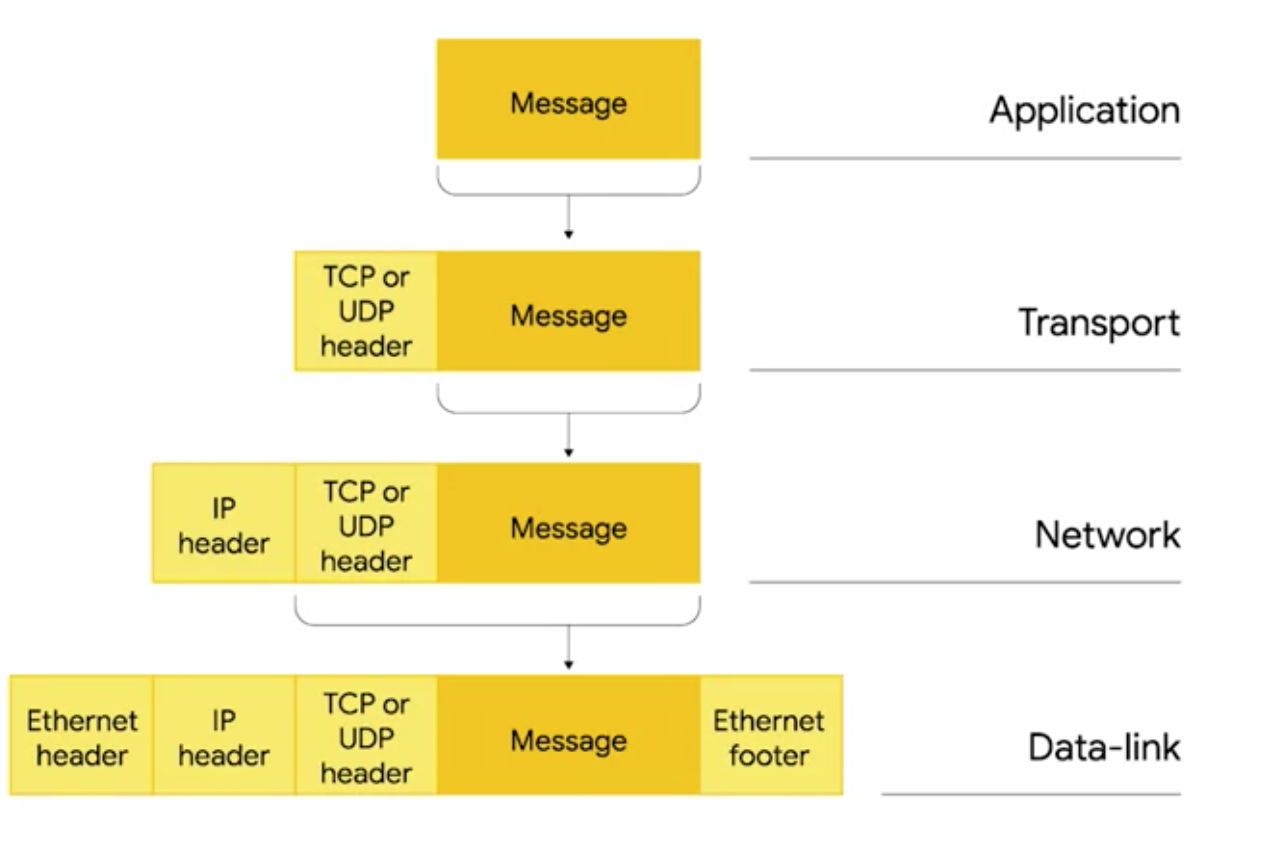 Message
Application
TCP or
UDP
header
Message
Transport
IP
header
TCP or
UDP
header
Message
Network
Ethernet
header
IP
header
TCP or
UDP
header
Message
Ethernet
footer
Data-link